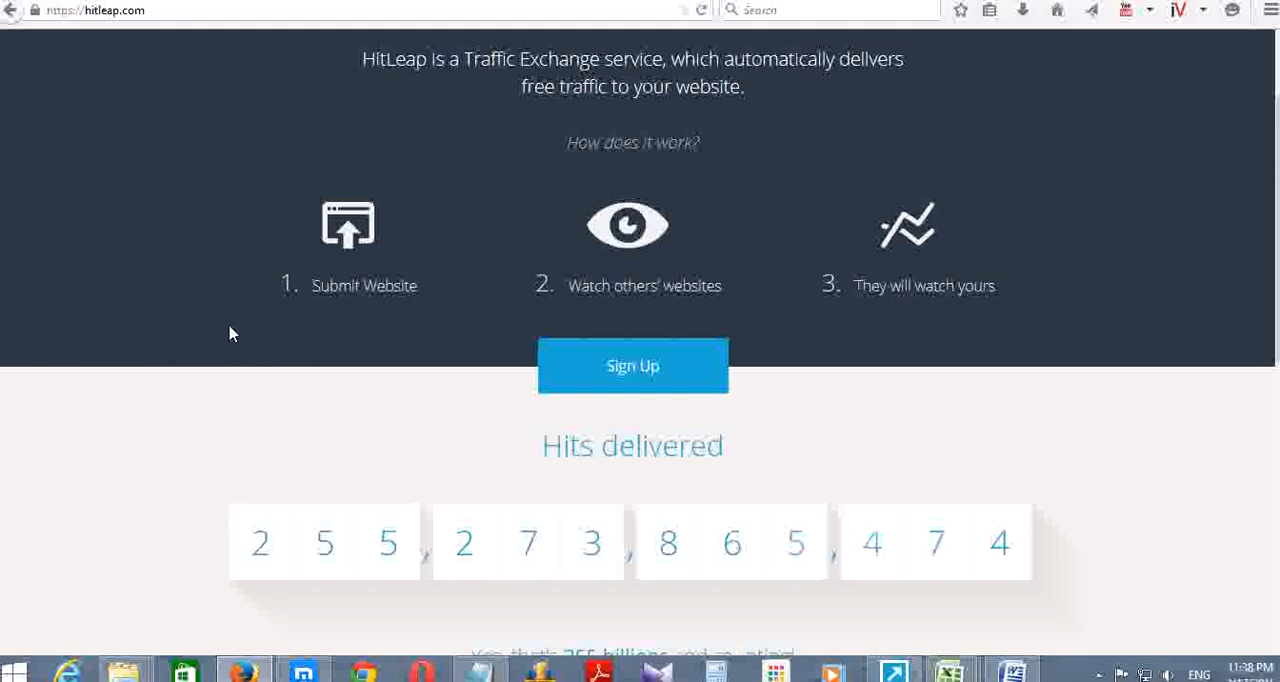 https://hitleap.com
Search
HitLeap is a Traffic Exchange service, which automatically delivers
free traffic to your website.
How does it work?
1. Submit Website
2. Watch others' websites
3. They will watch yours
Sign Up
Hits delivered
255,273,865,474
ENG
11:38 PM